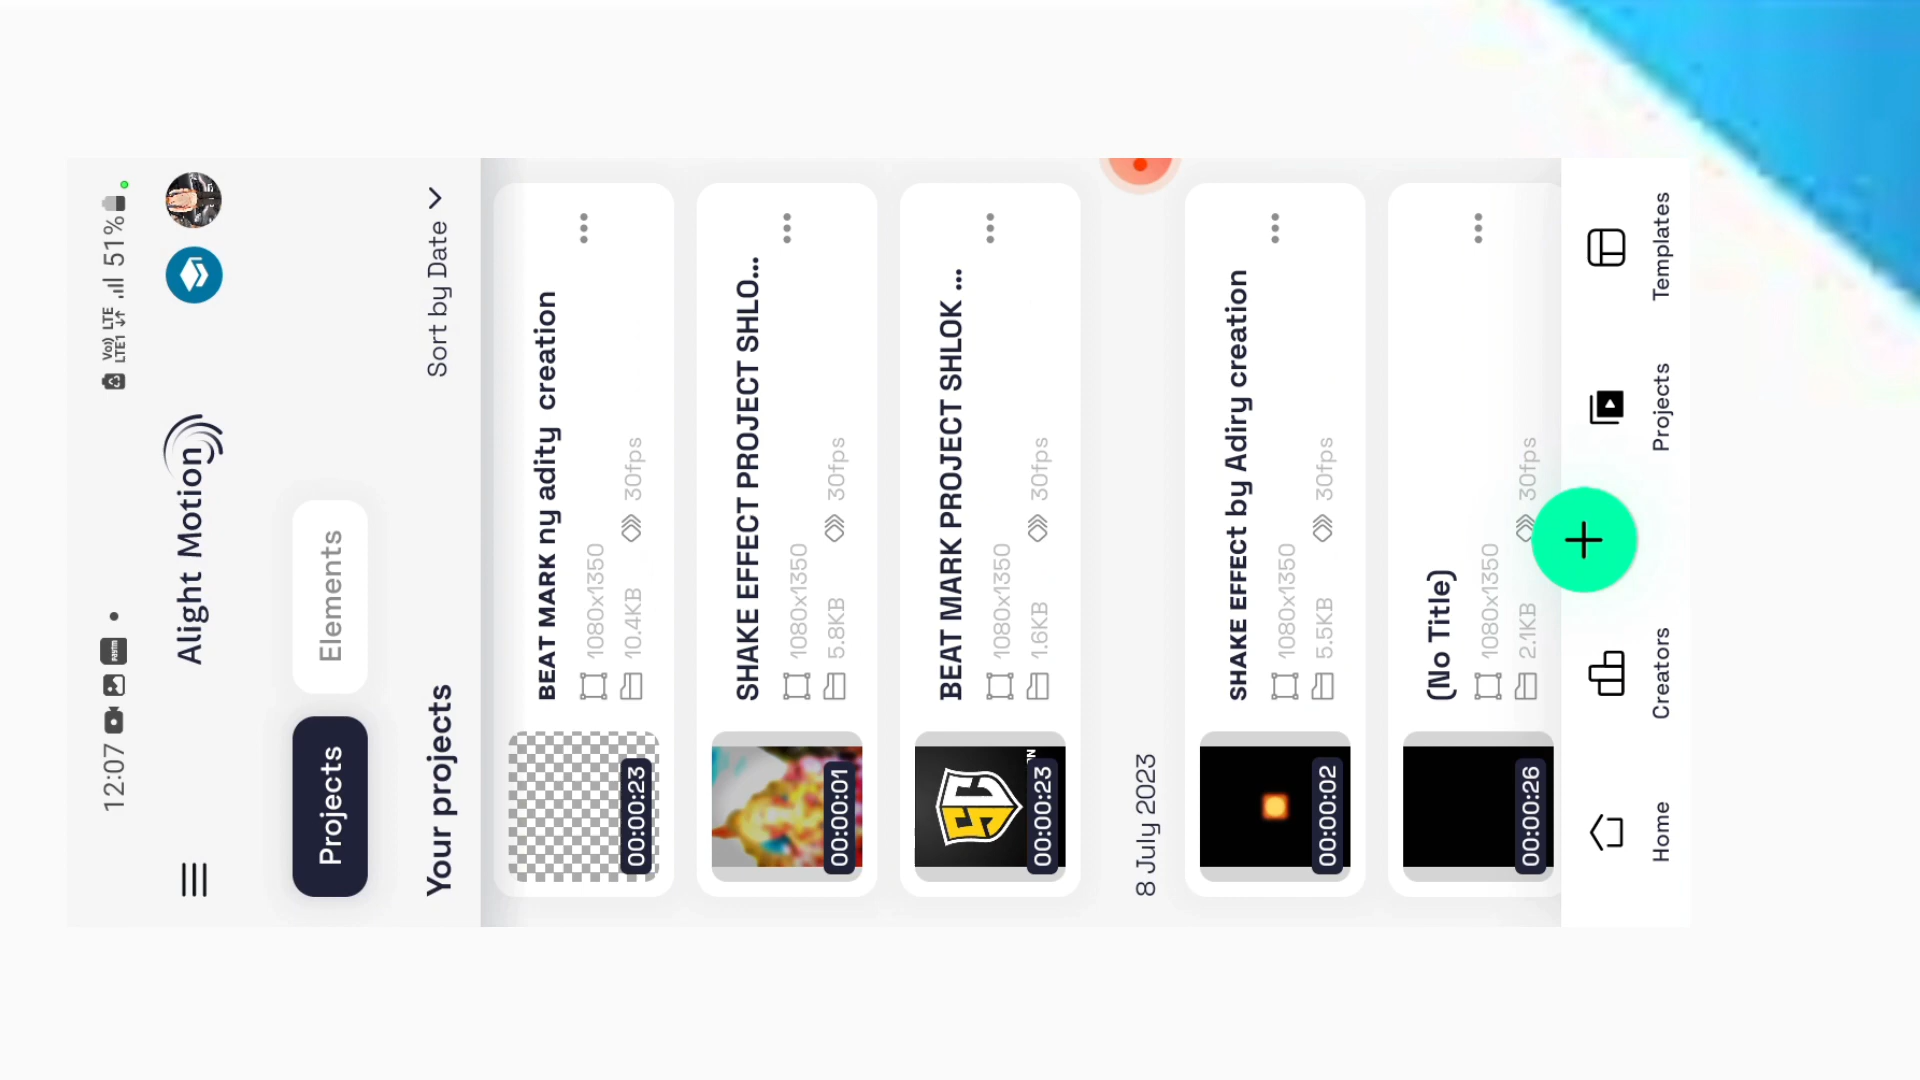 12:07
Vo)) LTE
LTE1
51%
Alight Motion
Projects
Elements
Your projects
Sort by Date
BEAT MARK ny adity creation
1080x1350
10.4KB 30fps
00:00:23
SHAKE EFFECT PROJECT SHLO...
1080x1350
5.8KB 30fps
00:00:01
BEAT MARK PROJECT SHLOK ...
1080x1350
1.6KB 30fps
00:00:23
8 July 2023
SHAKE EFFECT by Adiry creation
1080x1350
5.5KB 30fps
00:00:02
(No Title)
1080x1350
2.1KB 30fps
00:00:26
Home
Creators
Projects
Templates